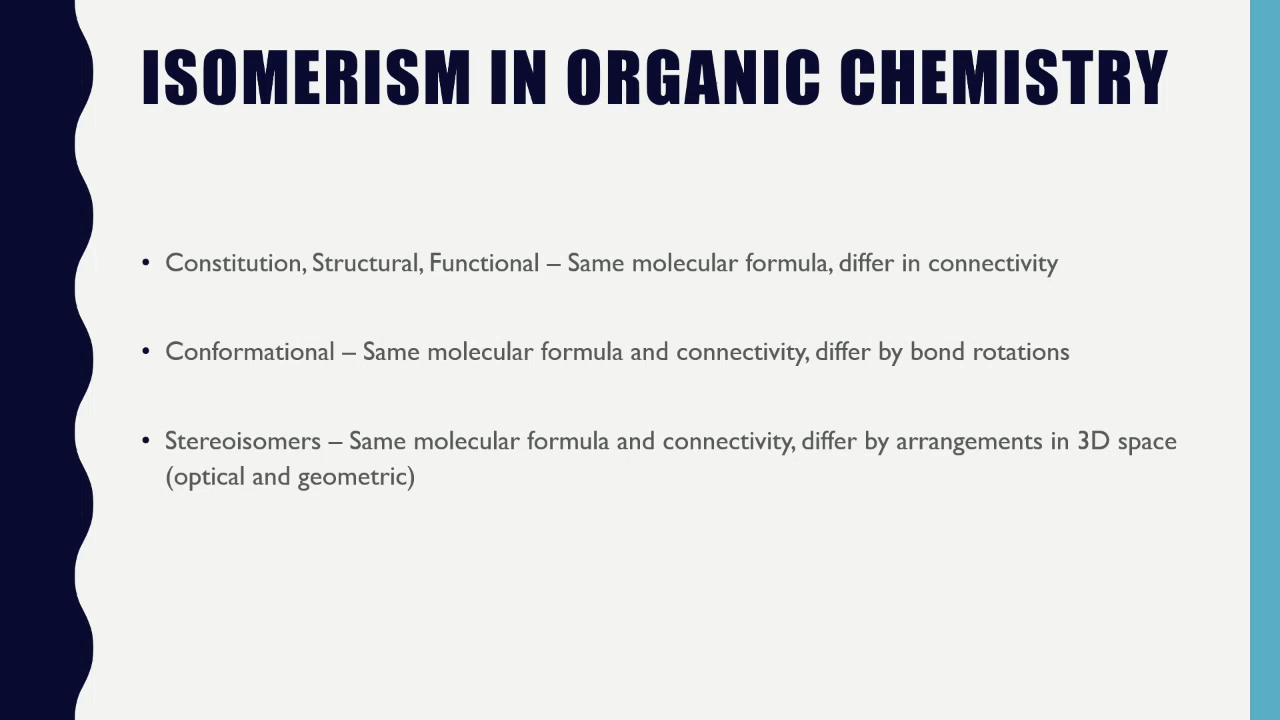 ISOMERISM IN ORGANIC CHEMISTRY
• Constitution, Structural, Functional – Same molecular formula, differ in connectivity
• Conformational – Same molecular formula and connectivity, differ by bond rotations
• Stereoisomers – Same molecular formula and connectivity, differ by arrangements in 3D space
(optical and geometric)